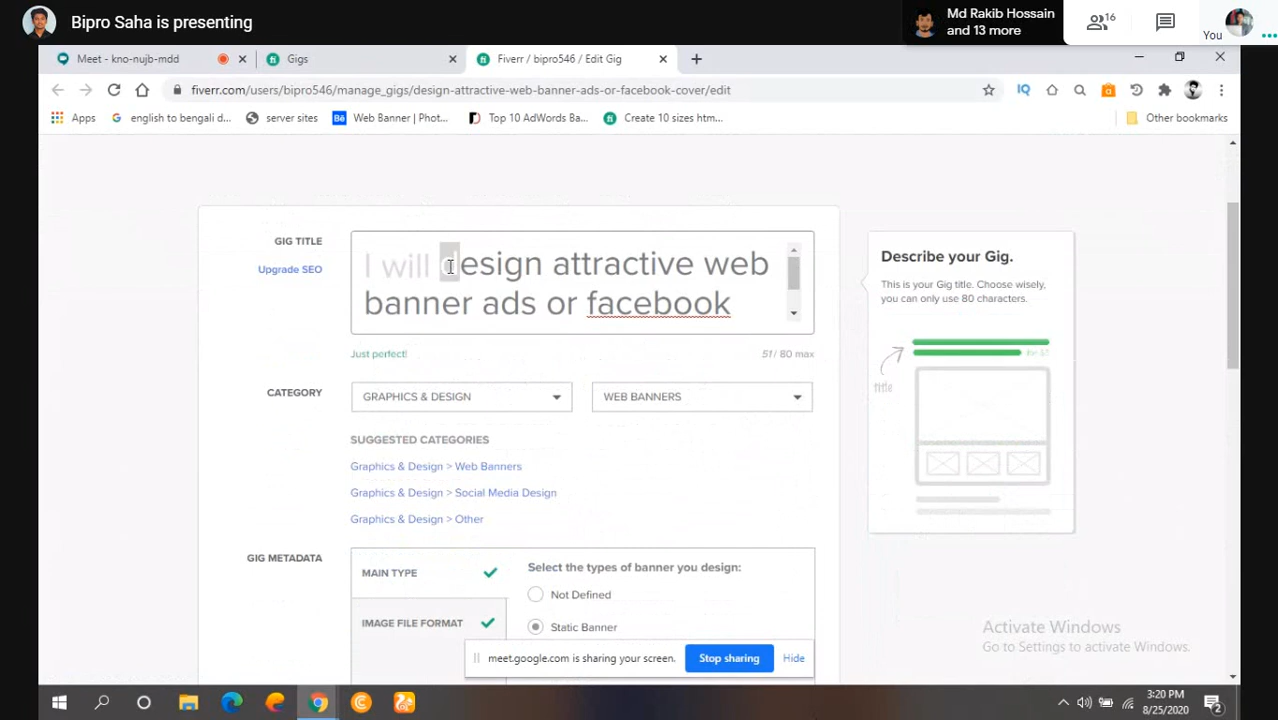 Bipro Saha is presenting
Md Rakib Hossain
and 13 more
16
You
Meet - kno-nujb-mdd
Gigs
Fiverr / bipro546 / Edit Gig
fiverr.com/users/bipro546/manage_gigs/design-attractive-web-banner-ads-or-facebook-cover/edit
Apps
english to bengali d...
server sites
Web Banner | Phot...
Top 10 AdWords Ba...
Create 10 sizes htm...
Other bookmarks
GIG TITLE
Upgrade SEO
I will design attractive web
banner ads or facebook
Just perfect!
51 / 80 max
Describe your Gig.
This is your Gig title. Choose wisely,
you can only use 80 characters.
title
for $5
CATEGORY
GRAPHICS & DESIGN
WEB BANNERS
SUGGESTED CATEGORIES
Graphics & Design > Web Banners
Graphics & Design > Social Media Design
Graphics & Design > Other
GIG METADATA
MAIN TYPE
Select the types of banner you design:
Not Defined
IMAGE FILE FORMAT
Static Banner
meet.google.com is sharing your screen.
Stop sharing
Hide
Activate Windows
Go to Settings to activate Windows.
3:20 PM
8/25/2020
2